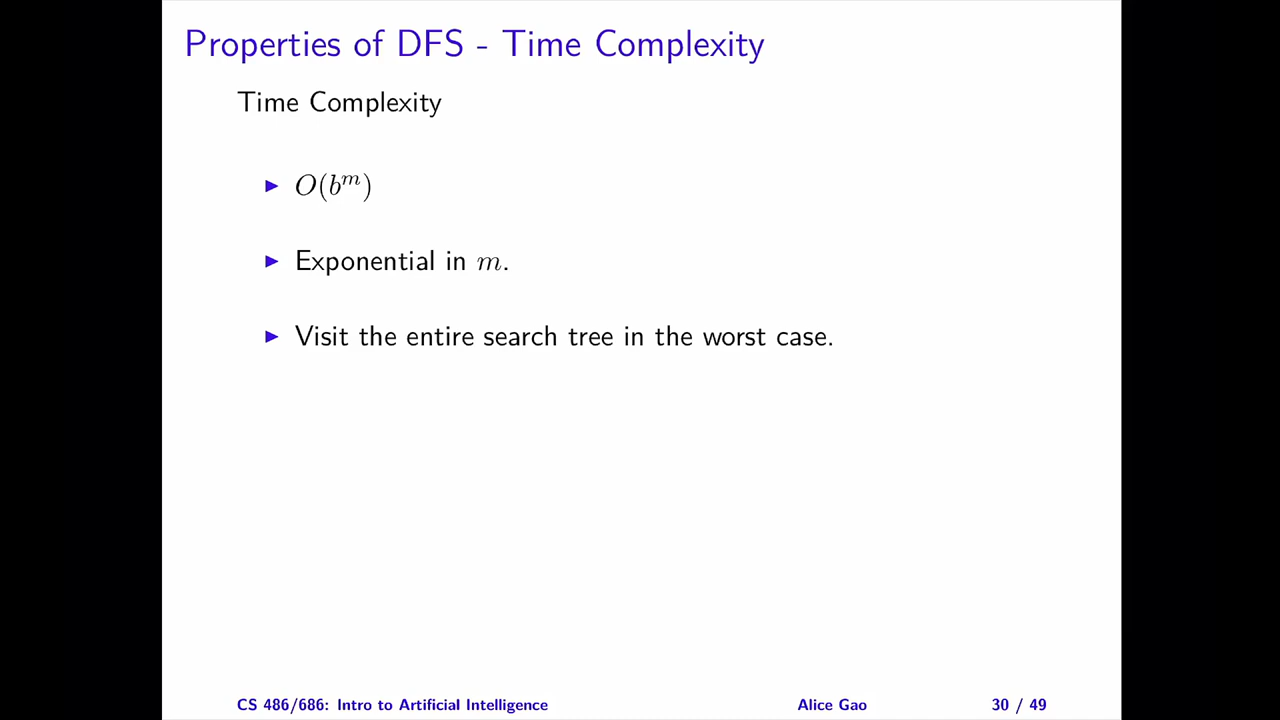 Properties of DFS - Time Complexity
Time Complexity
▶ O(b^m)
▶ Exponential in m.
▶ Visit the entire search tree in the worst case.
CS 486/686: Intro to Artificial Intelligence Alice Gao 30 / 49